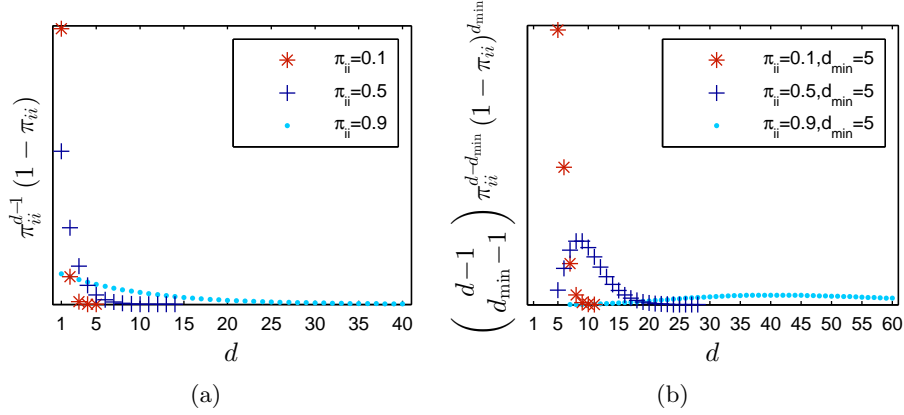 π_ii^{d−1} (1 − π_ii)
π_ii=0.1
π_ii=0.5
π_ii=0.9
1 5 10 15 20 25 30 35 40
d
(a)
(d−1 d_min−1) π_ii^{d−d_min} (1 − π_ii)^{d_min}
π_ii=0.1,d_min=5
π_ii=0.5,d_min=5
π_ii=0.9,d_min=5
1 5 10 15 20 25 30 35 40 45 50 55 60
d
(b)